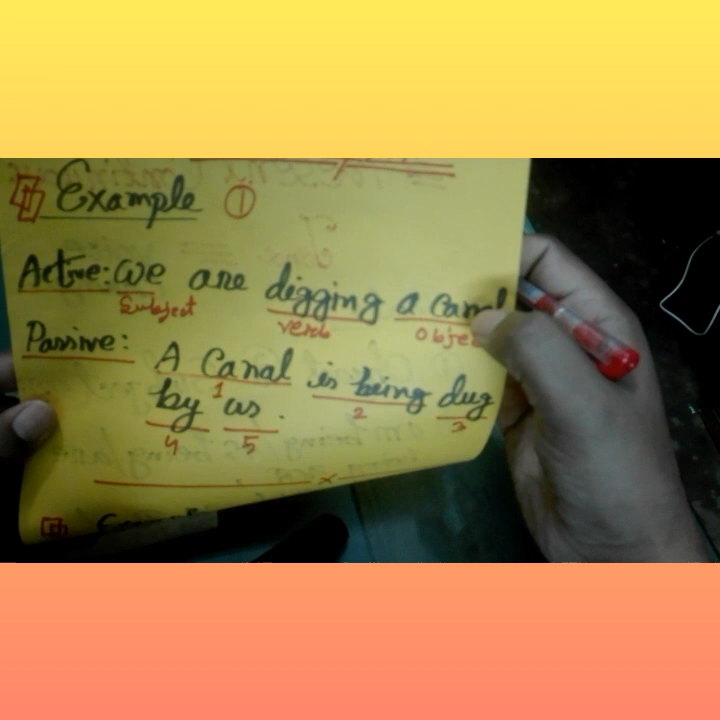 Example ①
Active: We are digging a canal
Subject verb Obje
Passive: A Canal is being dug
1 2 3
by us.
4 5